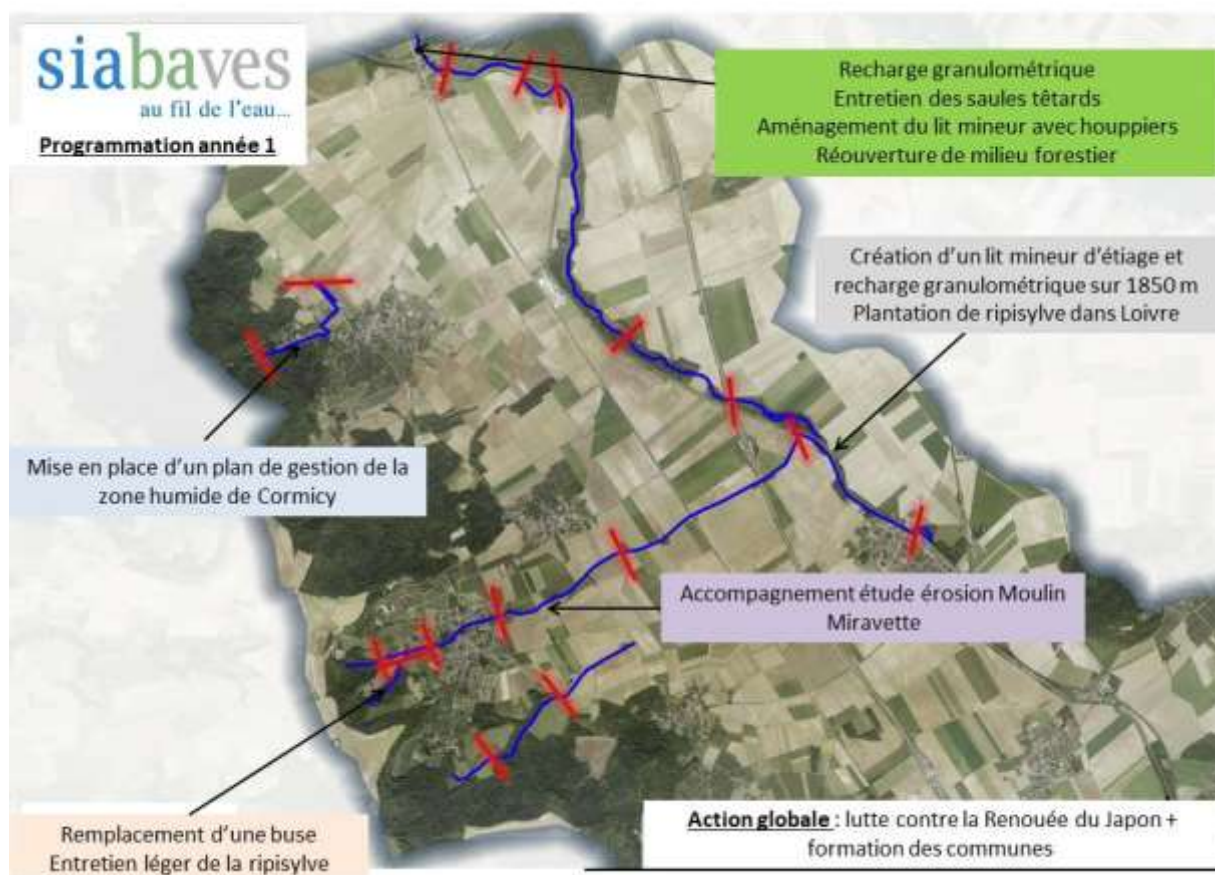 siabaves
au fil de l'eau...
Programmation année 1
Recharge granulométrique
Entretien des saules têtards
Aménagement du lit mineur avec houppiers
Réouverture de milieu forestier
Création d'un lit mineur d'étiage et
recharge granulométrique sur 1850 m
Plantation de ripisylve dans Loivre
Mise en place d'un plan de gestion de la
zone humide de Cormicy
Accompagnement étude érosion Moulin
Miravette
Remplacement d'une buse
Entretien léger de la ripisylve
Action globale : lutte contre la Renouée du Japon +
formation des communes